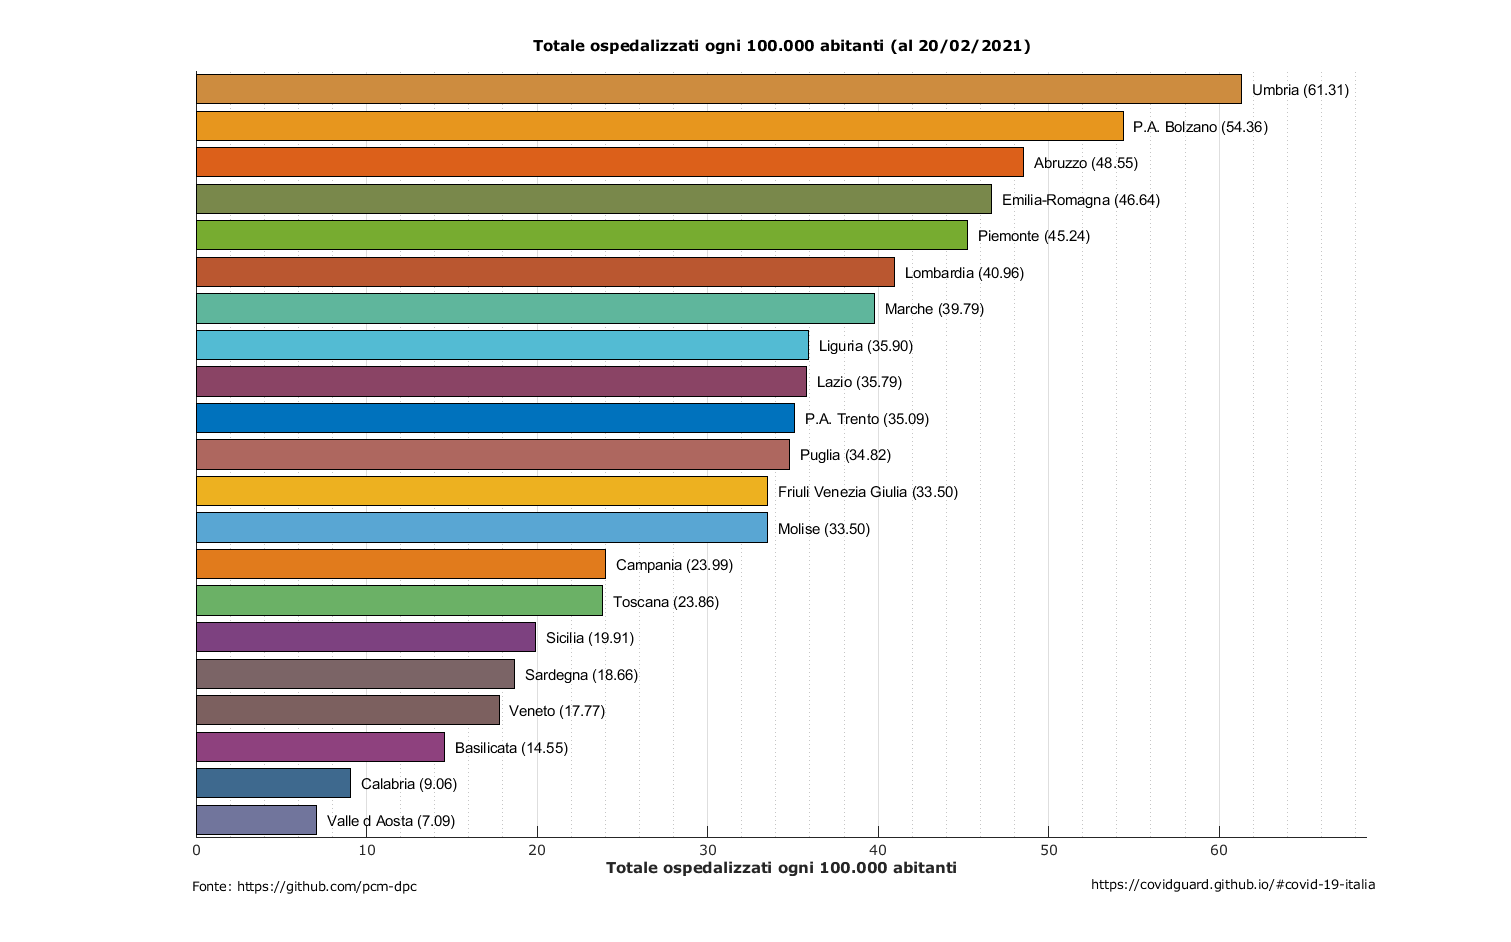 Totale ospedalizzati ogni 100.000 abitanti (al 20/02/2021)
Umbria (61.31)
P.A. Bolzano (54.36)
Abruzzo (48.55)
Emilia-Romagna (46.64)
Piemonte (45.24)
Lombardia (40.96)
Marche (39.79)
Liguria (35.90)
Lazio (35.79)
P.A. Trento (35.09)
Puglia (34.82)
Friuli Venezia Giulia (33.50)
Molise (33.50)
Campania (23.99)
Toscana (23.86)
Sicilia (19.91)
Sardegna (18.66)
Veneto (17.77)
Basilicata (14.55)
Calabria (9.06)
Valle d Aosta (7.09)
0 10 20 30 40 50 60
Totale ospedalizzati ogni 100.000 abitanti
Fonte: https://github.com/pcm-dpc
https://covidguard.github.io/#covid-19-italia